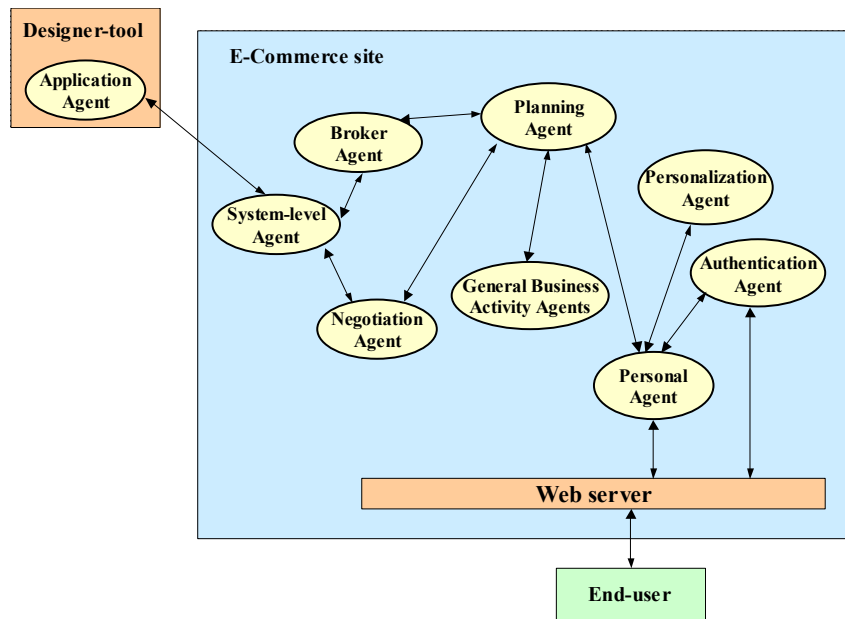 Designer-tool
Application
Agent
E-Commerce site
Planning
Agent
Broker
Agent
Personalization
Agent
System-level
Agent
Authentication
Agent
General Business
Activity Agents
Negotiation
Agent
Personal
Agent
Web server
End-user